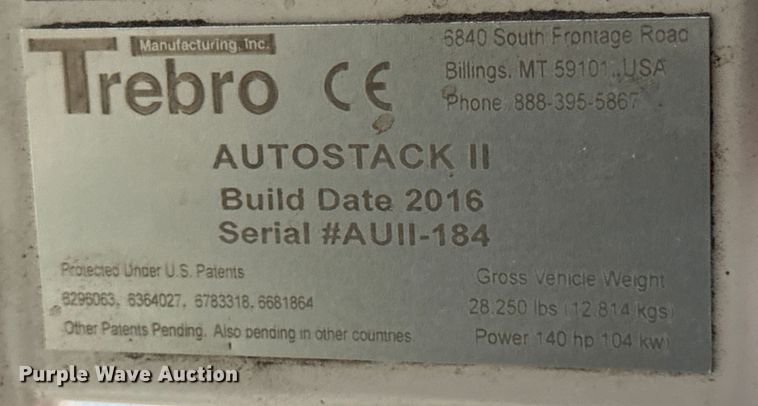 Manufacturing, Inc.
Trebro
CE
6840 South Frontage Road
Billings, MT 59101, USA
Phone: 888-395-5867
AUTOSTACK II
Build Date 2016
Serial #AUII-184
Protected Under U.S. Patents
6296063, 6364027, 6783318, 6681864
Other Patents Pending. Also pending in other countries
Gross Vehicle Weight
28,250 lbs (12,814 kgs)
Power 140 hp 104 kw)
Purple Wave Auction